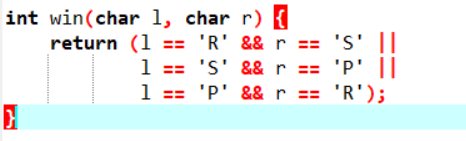 int win(char l, char r) {
    return (l == 'R' && r == 'S' ||
            l == 'S' && r == 'P' ||
            l == 'P' && r == 'R');
}